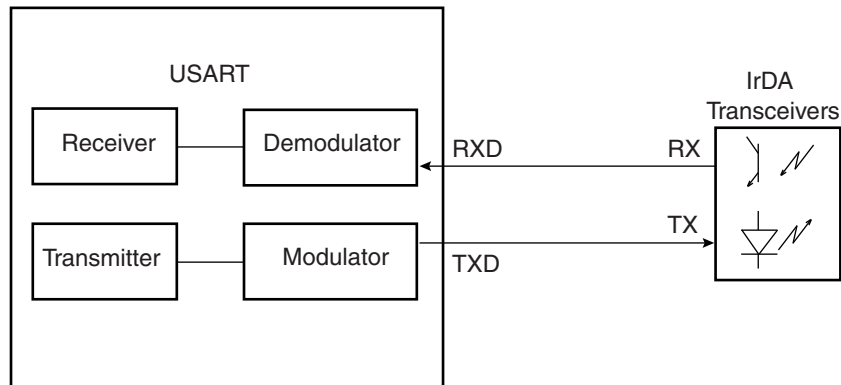 USART
IrDA
Transceivers
Receiver
Demodulator
RXD
RX
Transmitter
Modulator
TXD
TX